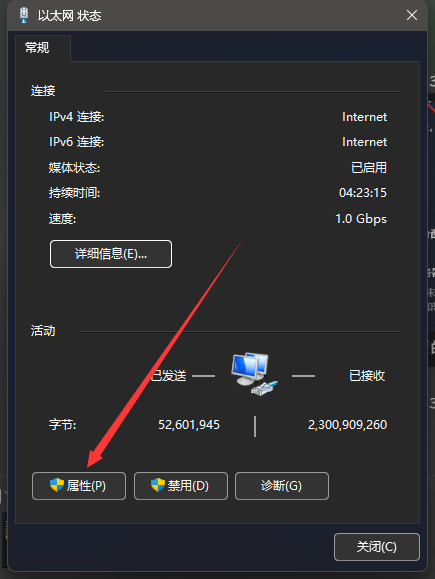 以太网 状态
常规
连接
IPv4 连接: Internet
IPv6 连接: Internet
媒体状态: 已启用
持续时间: 04:23:15
速度: 1.0 Gbps
详细信息(E)...
活动
已发送 已接收
字节: 52,601,945 2,300,909,260
属性(P) 禁用(D) 诊断(G)
关闭(C)